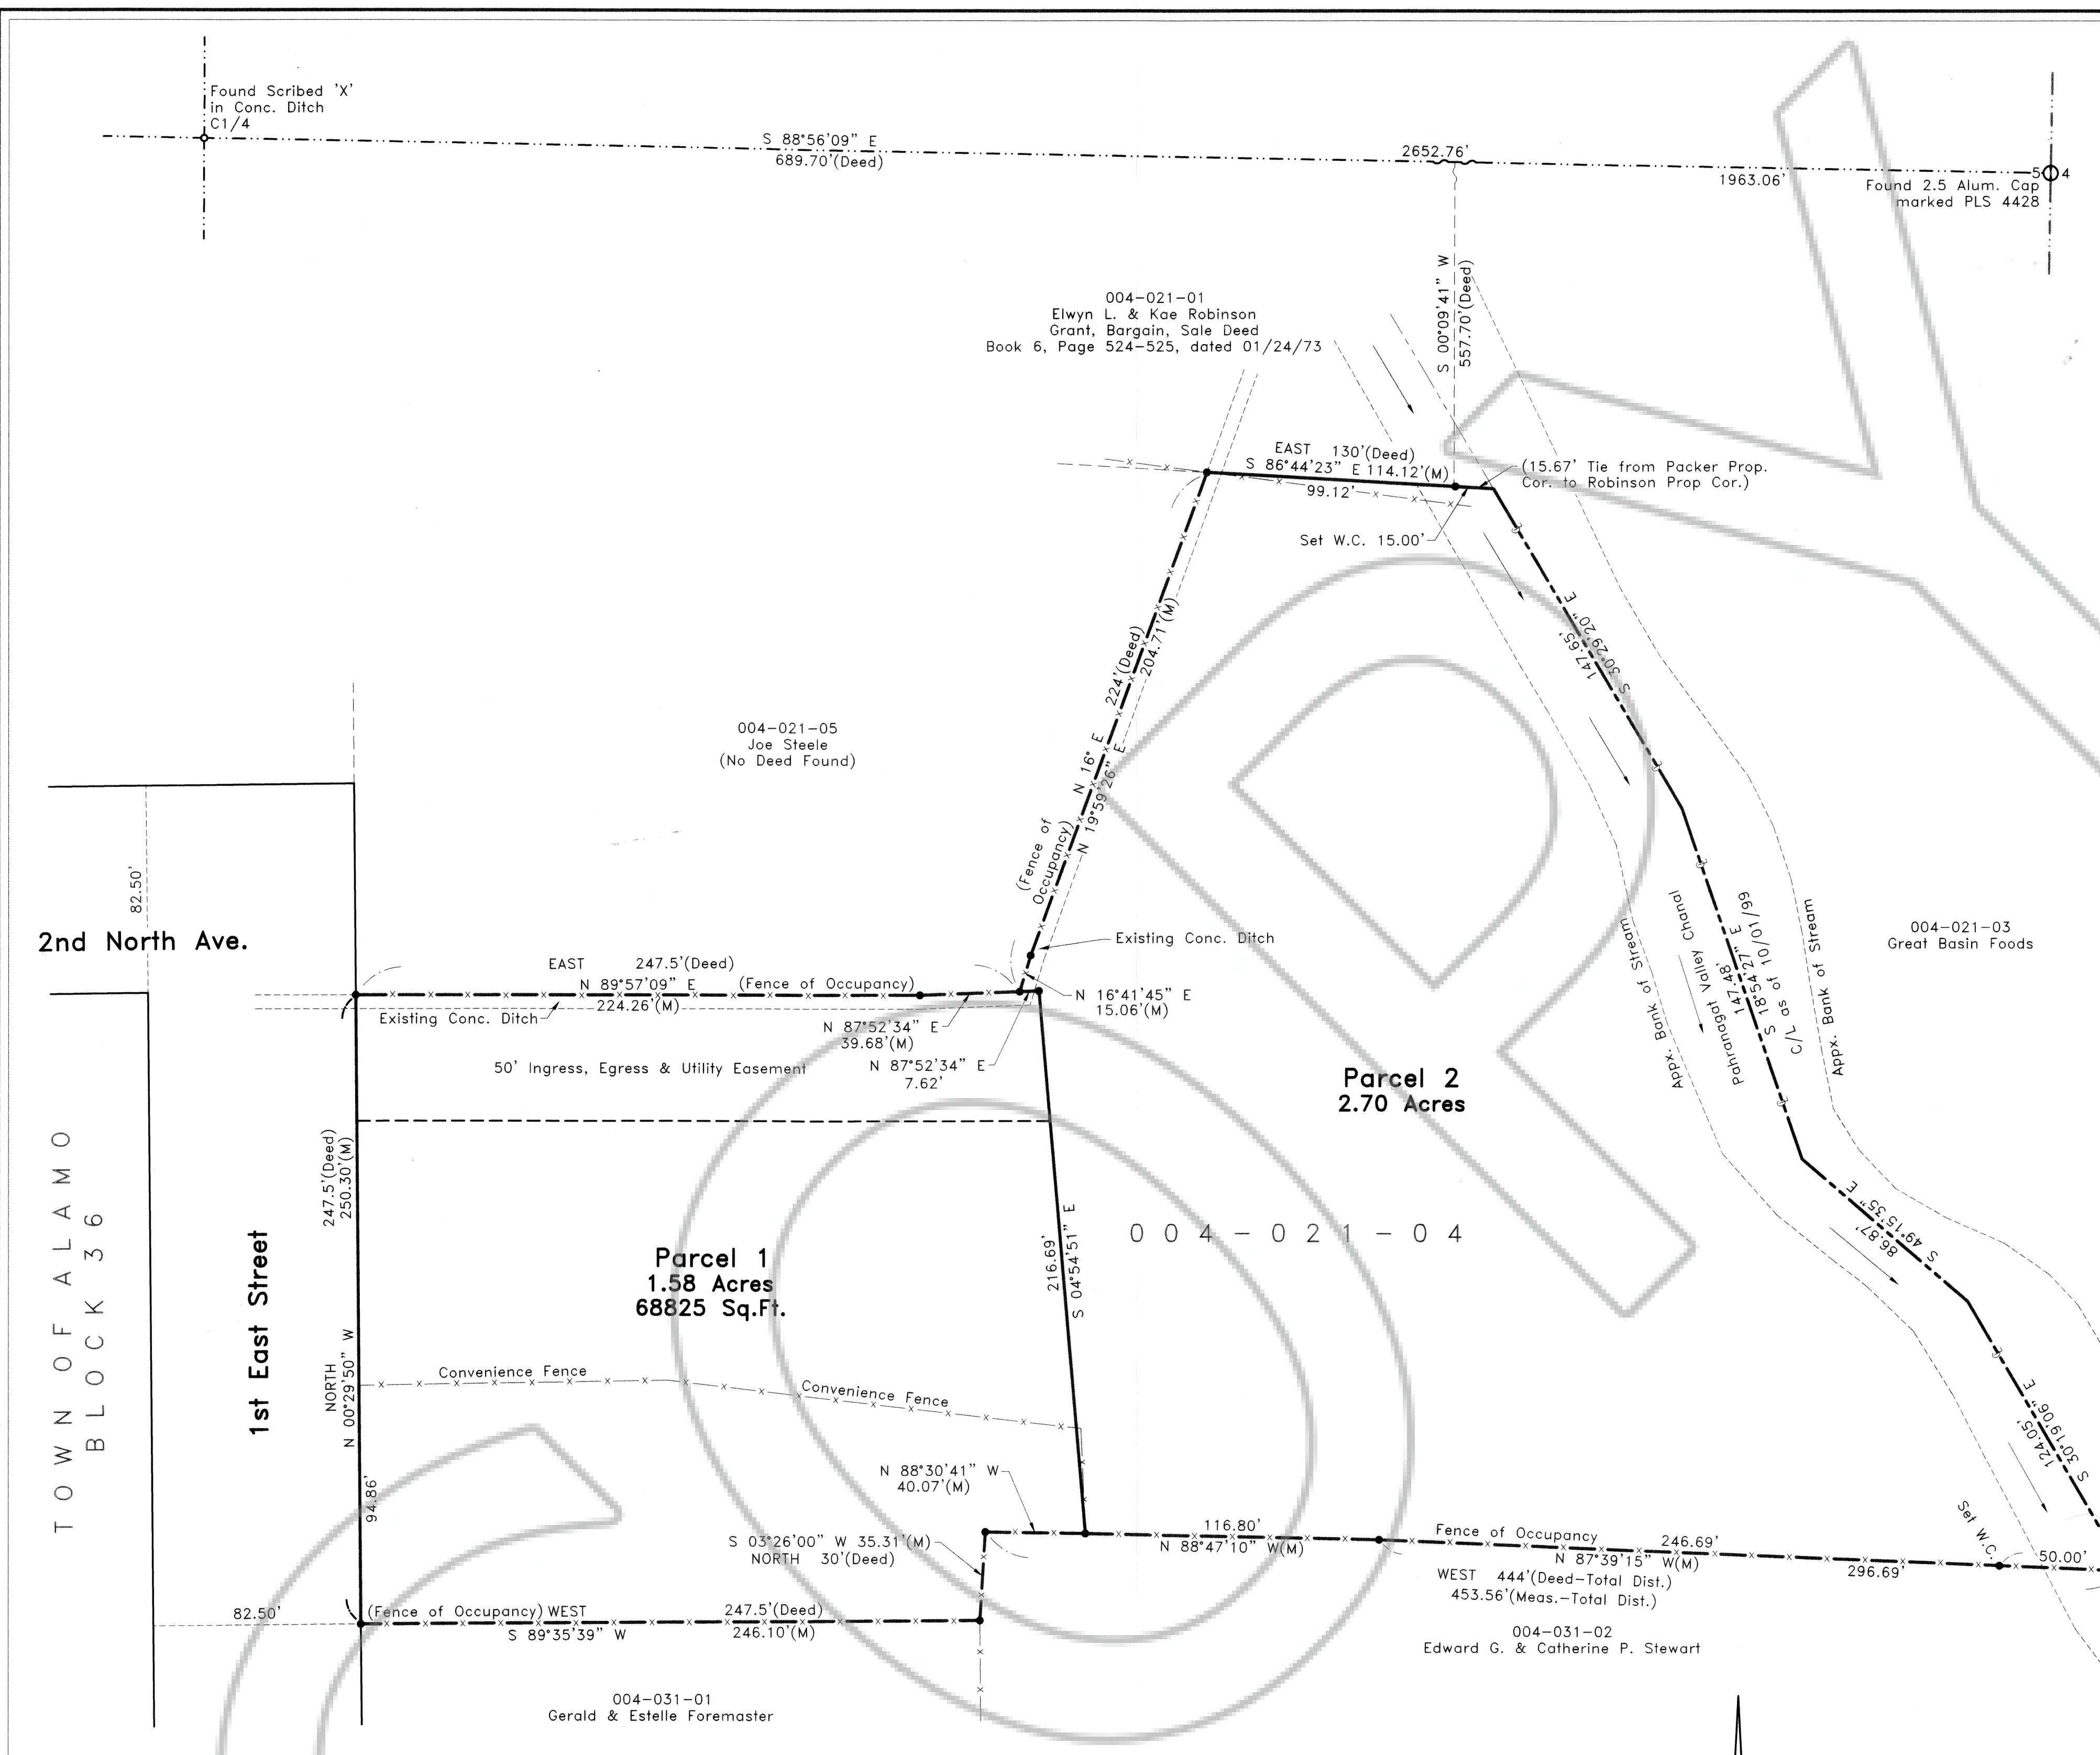 Found Scribed 'X'
in Conc. Ditch
C1/4
S 88°56'09" E
689.70'(Deed)
2652.76'
1963.06'
5 4
Found 2.5 Alum. Cap
marked PLS 4428
S 00°09'41" W
557.70'(Deed)
004-021-01
Elwyn L. & Kae Robinson
Grant, Bargain, Sale Deed
Book 6, Page 524-525, dated 01/24/73
EAST 130'(Deed)
S 86°44'23" E 114.12'(M)
99.12'
(15.67' Tie from Packer Prop.
Cor. to Robinson Prop Cor.)
Set W.C. 15.00'
S 30°29'20" E
147.65'
N 16° E 224'(Deed)
N 19°59'26" E 204.71'(M)
(Fence of
Occupancy)
004-021-05
Joe Steele
(No Deed Found)
82.50'
2nd North Ave.
Existing Conc. Ditch
EAST 247.5'(Deed)
N 89°57'09" E (Fence of Occupancy)
224.26'(M)
Existing Conc. Ditch
N 16°41'45" E
15.06'(M)
N 87°52'34" E
39.68'(M)
N 87°52'34" E
7.62'
50' Ingress, Egress & Utility Easement
Appx. Bank of Stream
Pahranagat Valley Chanal
147.48'
S 18°54'27" E
C/L as of 10/01/99
Appx. Bank of Stream
004-021-03
Great Basin Foods
Parcel 2
2.70 Acres
TOWN OF ALAMO
BLOCK 36
1st East Street
247.5'(Deed)
250.30'(M)
NORTH
N 00°29'50" W
94.86'
Parcel 1
1.58 Acres
68825 Sq.Ft.
216.69'
S 04°54'51" E
004-021-04
S 49°15'35" E
86.87'
S 30°19'06" E
124.05'
Convenience Fence
Convenience Fence
N 88°30'41" W
40.07'(M)
S 03°26'00" W 35.31'(M)
NORTH 30'(Deed)
116.80'
N 88°47'10" W(M)
Fence of Occupancy
246.69'
N 87°39'15" W(M)
WEST 444'(Deed-Total Dist.)
453.56'(Meas.-Total Dist.)
296.69'
Set W.C.
50.00'
82.50'
(Fence of Occupancy) WEST 247.5'(Deed)
S 89°35'39" W 246.10'(M)
004-031-02
Edward G. & Catherine P. Stewart
004-031-01
Gerald & Estelle Foremaster
COPY